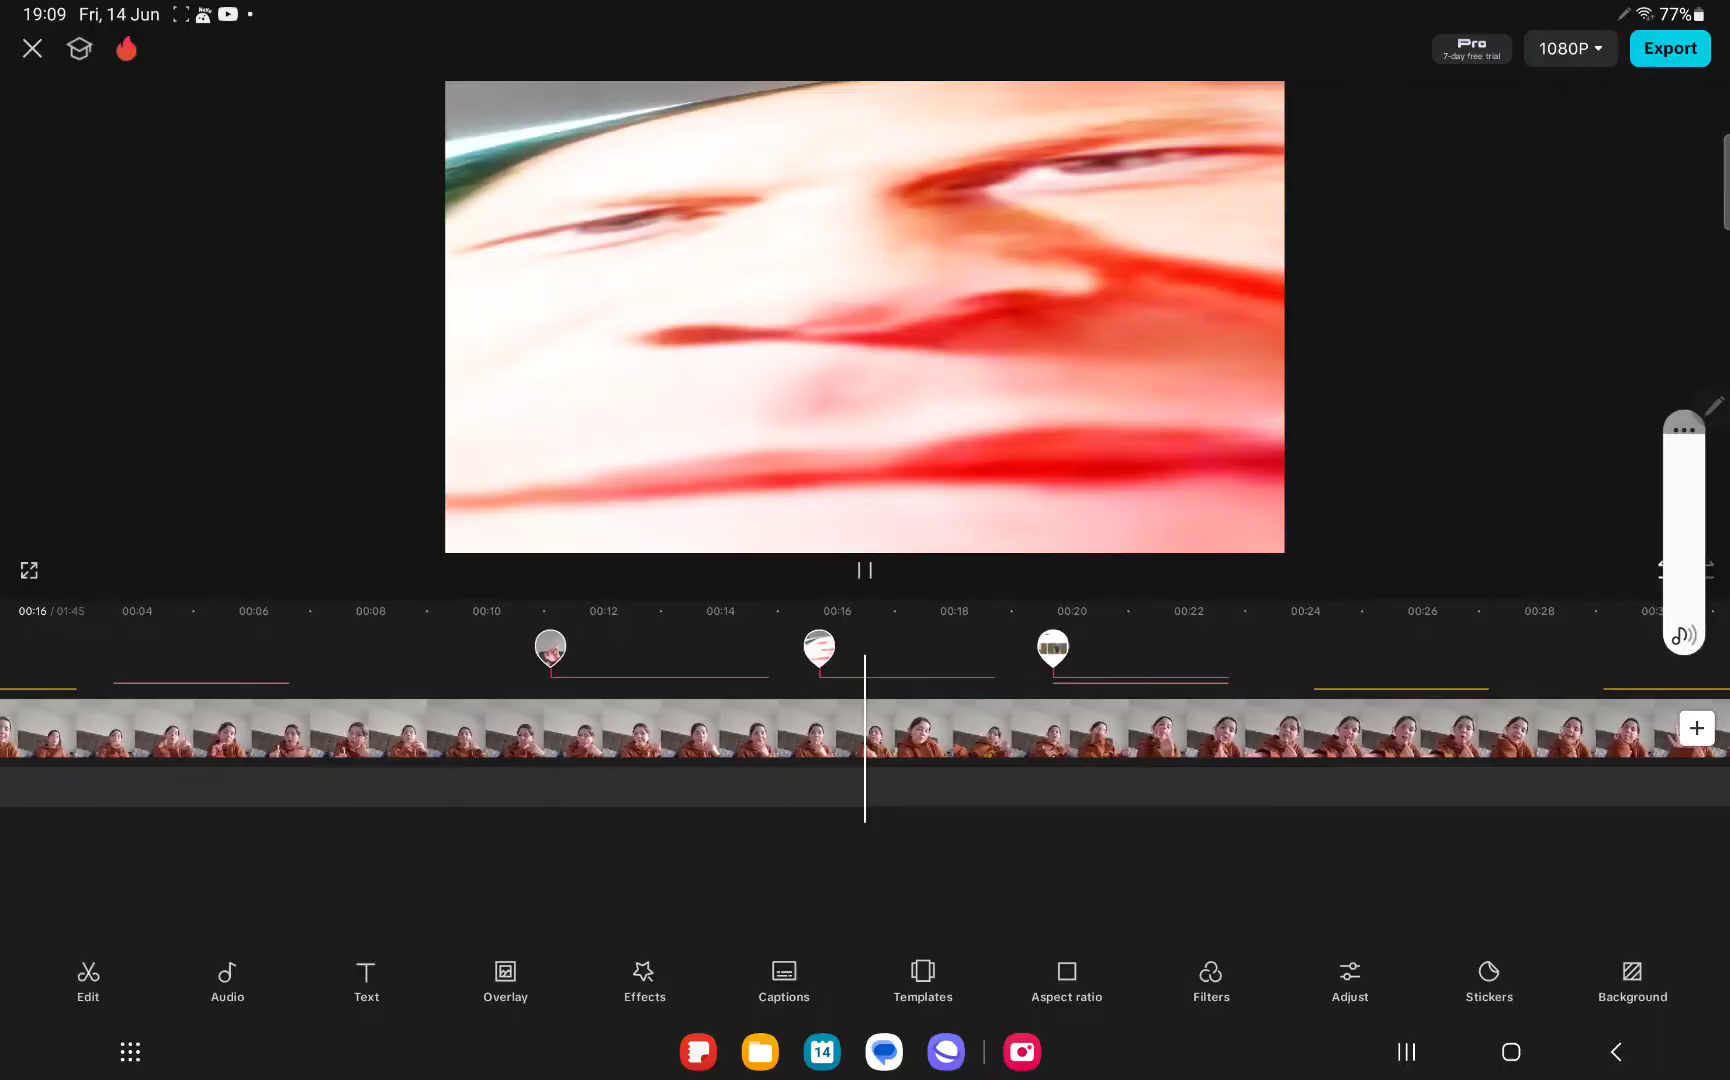 19:09 Fri, 14 Jun
77%
Pro
7-day free trial
1080P
Export
00:16 / 01:45
00:04
00:06
00:08
00:10
00:12
00:14
00:16
00:18
00:20
00:22
00:24
00:26
00:28
Edit
Audio
Text
Overlay
Effects
Captions
Templates
Aspect ratio
Filters
Adjust
Stickers
Background
14